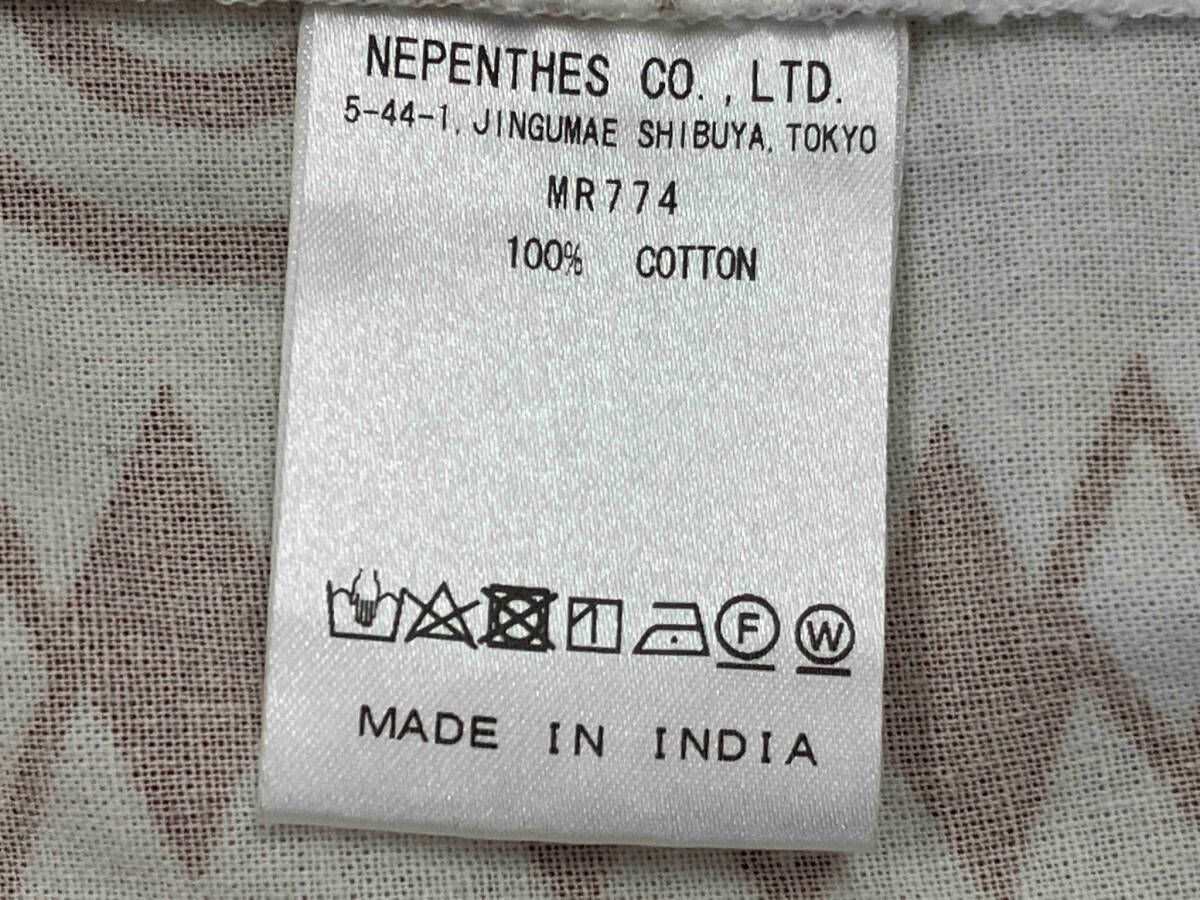 NEPENTHES CO., LTD.
5-44-1, JINGUMAE SHIBUYA, TOKYO
MR774
100% COTTON
F W
MADE IN INDIA